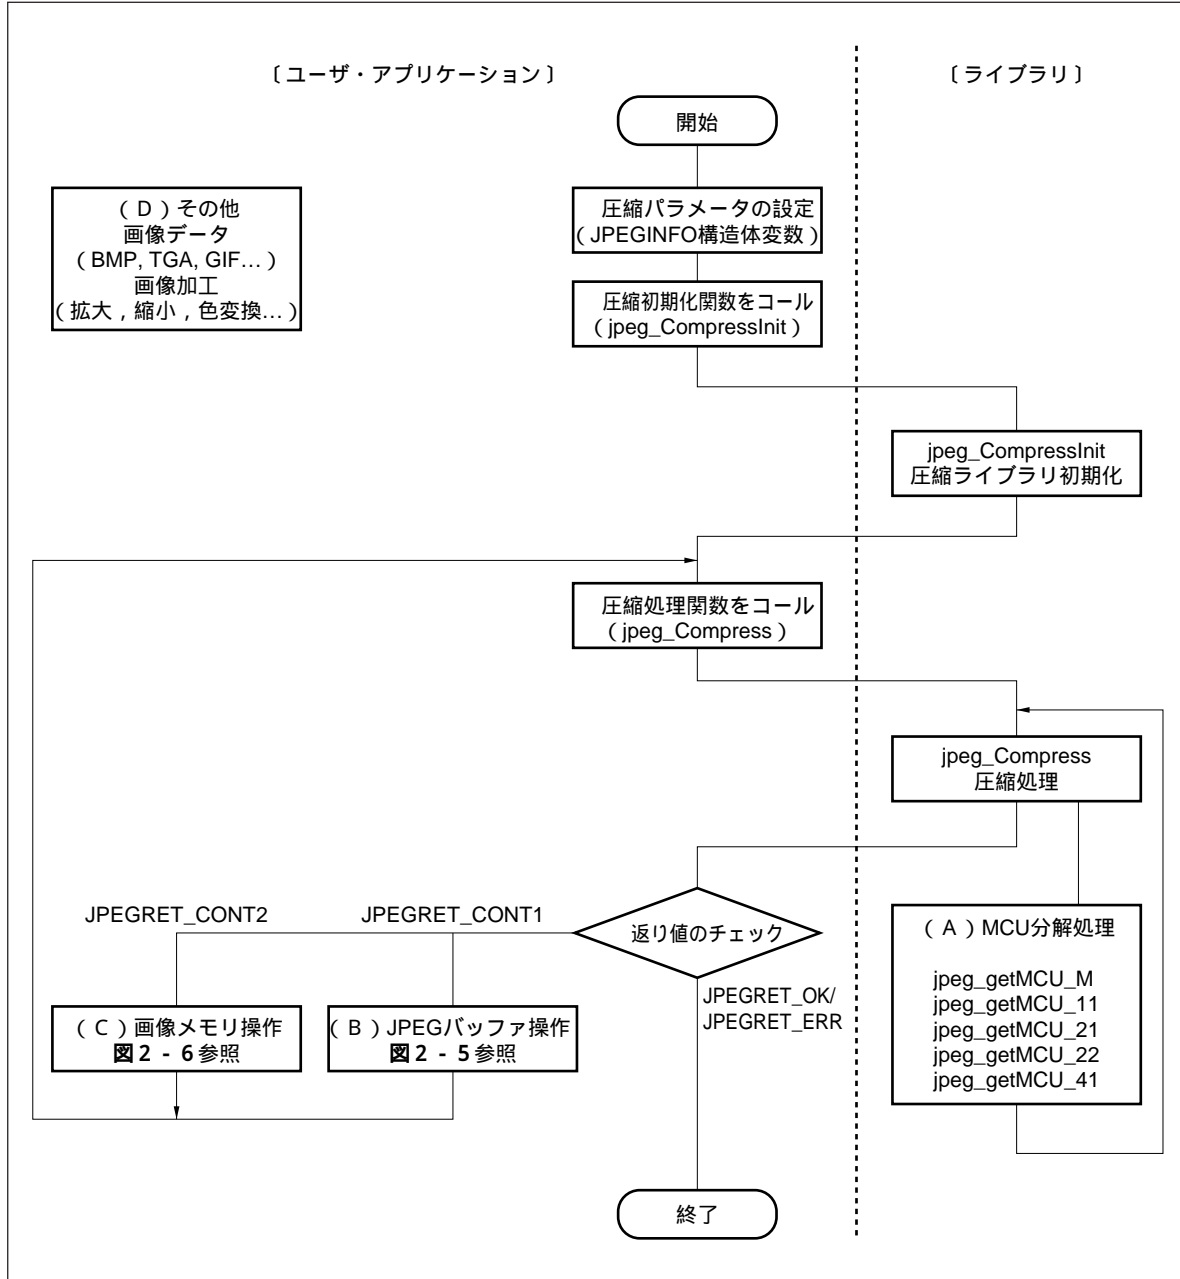 〔ユーザ・アプリケーション〕
〔ライブラリ〕
開始
(D)その他
画像データ
(BMP, TGA, GIF…)
画像加工
(拡大,縮小,色変換…)
圧縮パラメータの設定
(JPEGINFO構造体変数)
圧縮初期化関数をコール
(jpeg_CompressInit)
jpeg_CompressInit
圧縮ライブラリ初期化
圧縮処理関数をコール
(jpeg_Compress)
jpeg_Compress
圧縮処理
JPEGRET_CONT2
JPEGRET_CONT1
返り値のチェック
JPEGRET_OK/
JPEGRET_ERR
(C)画像メモリ操作
図2-6参照
(B)JPEGバッファ操作
図2-5参照
(A)MCU分解処理
jpeg_getMCU_M
jpeg_getMCU_11
jpeg_getMCU_21
jpeg_getMCU_22
jpeg_getMCU_41
終了